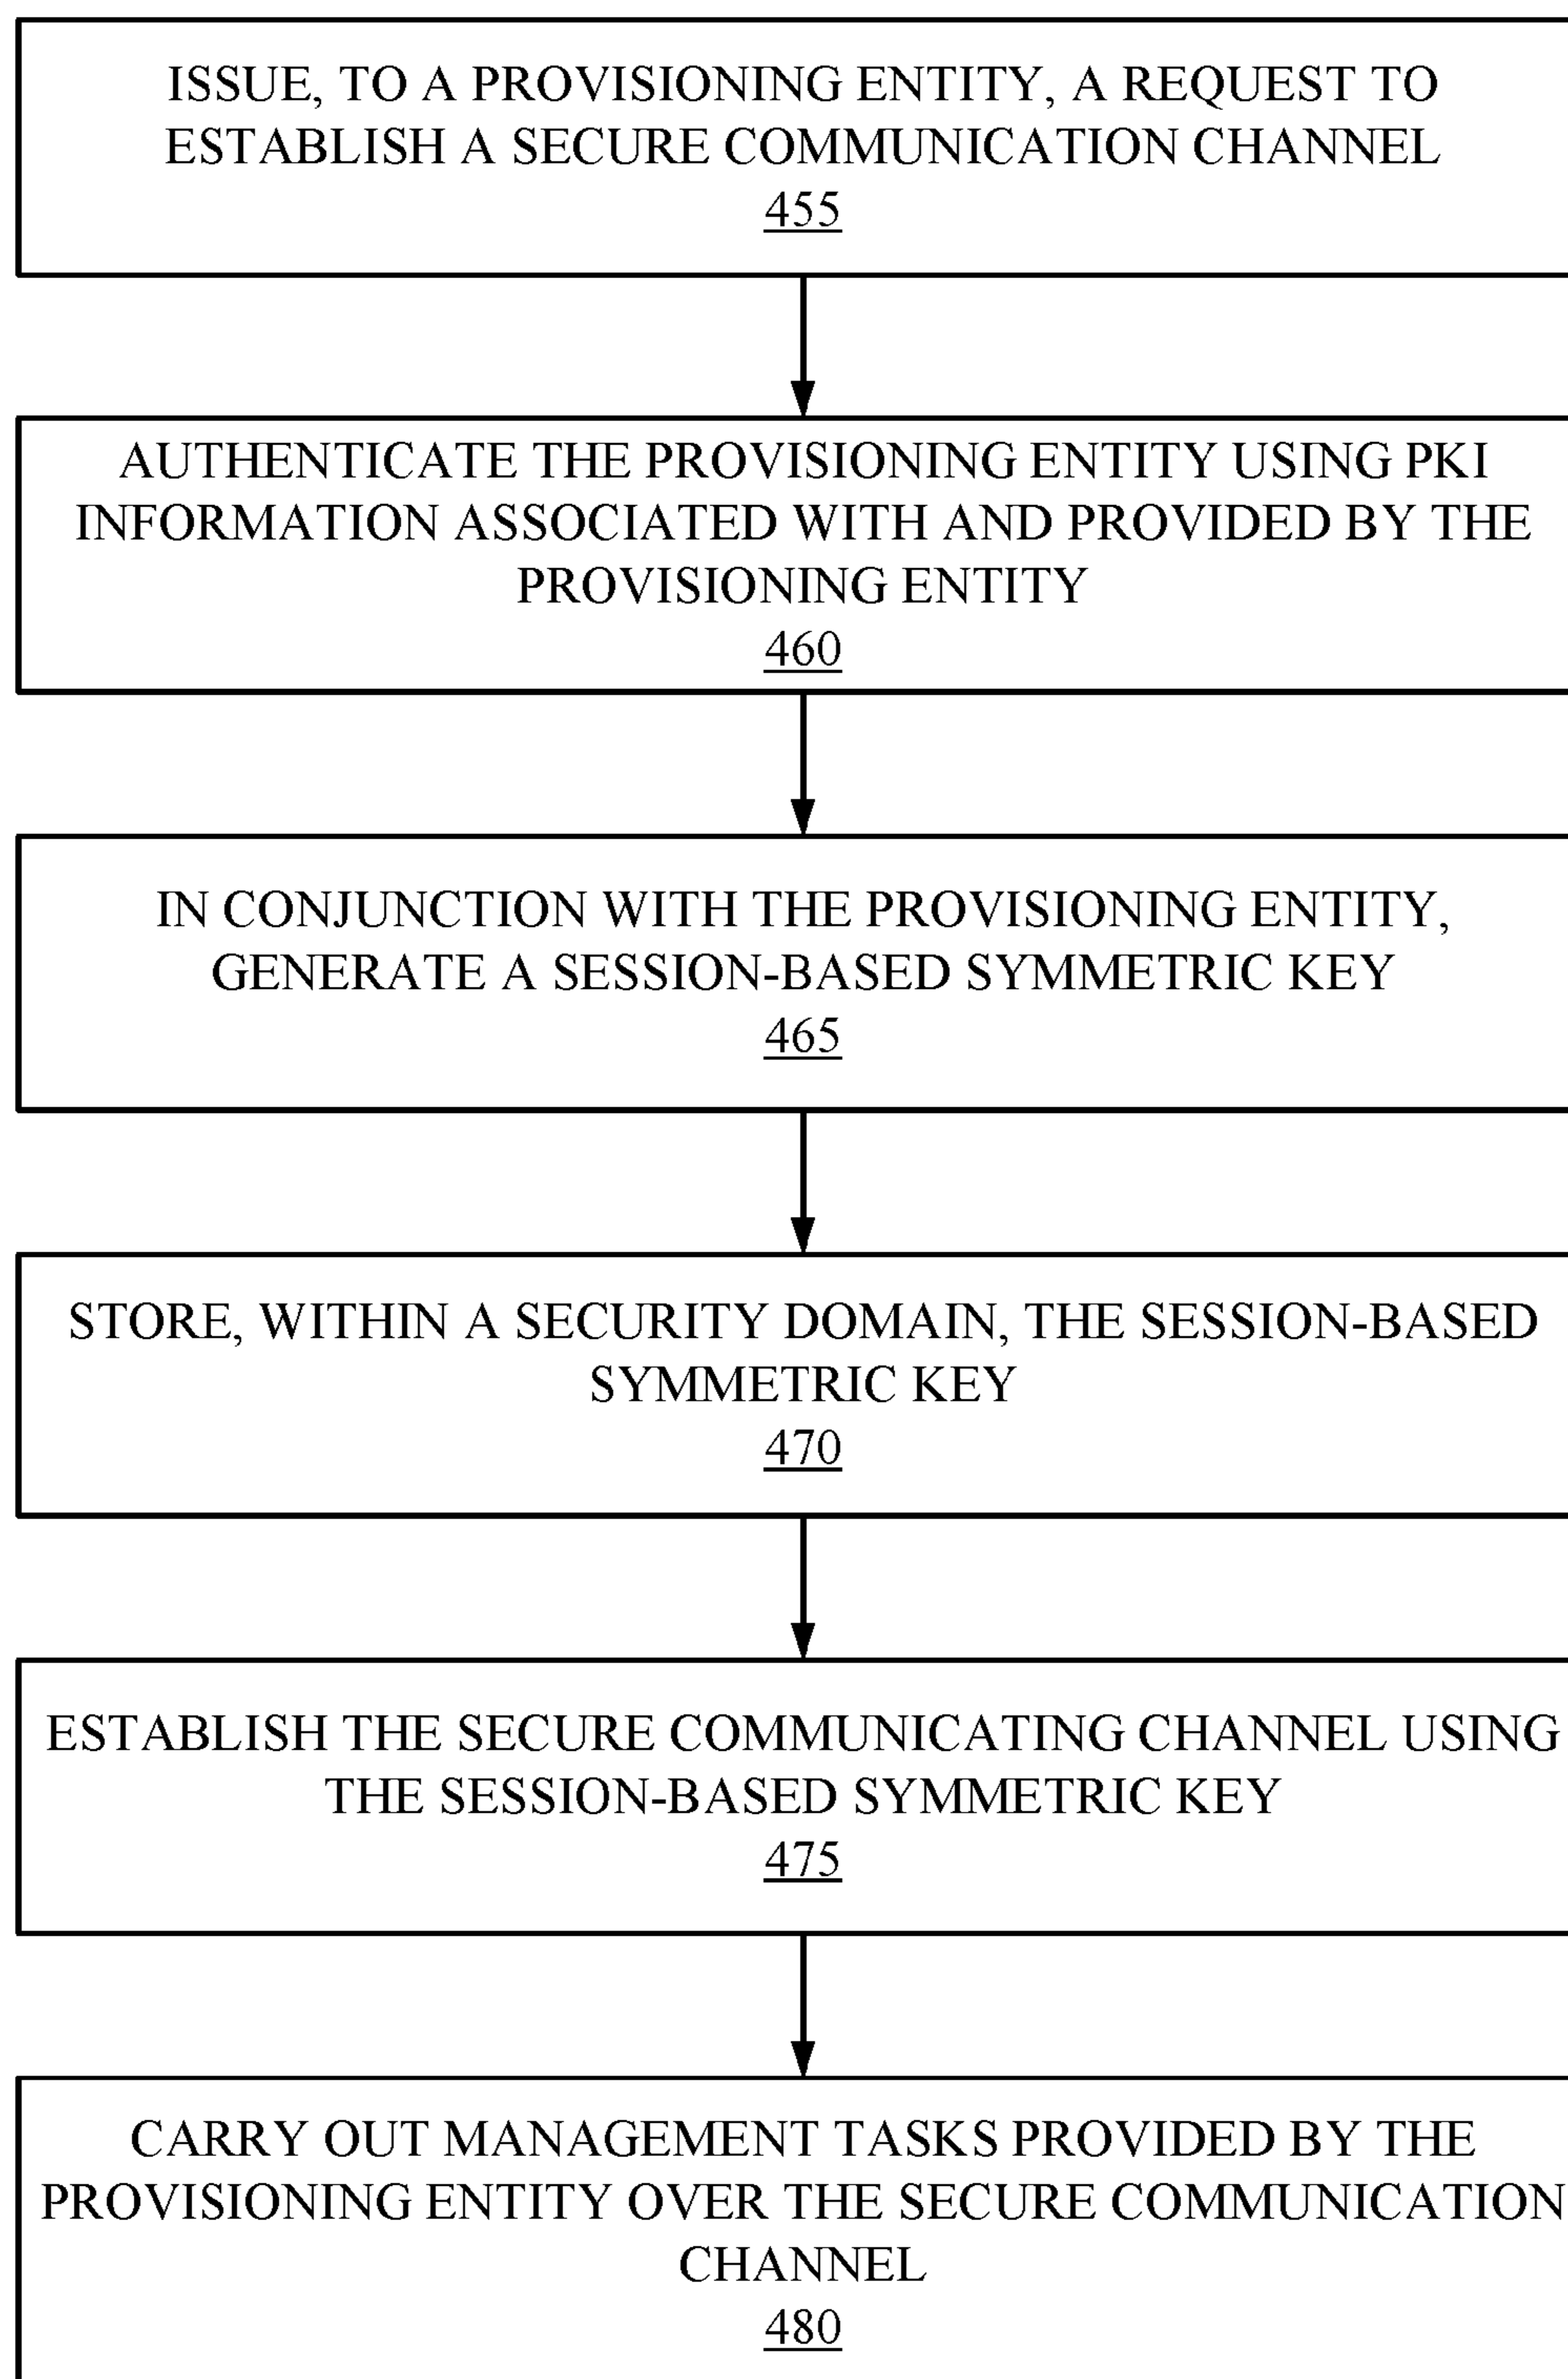 ISSUE, TO A PROVISIONING ENTITY, A REQUEST TO
ESTABLISH A SECURE COMMUNICATION CHANNEL
455
AUTHENTICATE THE PROVISIONING ENTITY USING PKI
INFORMATION ASSOCIATED WITH AND PROVIDED BY THE
PROVISIONING ENTITY
460
IN CONJUNCTION WITH THE PROVISIONING ENTITY,
GENERATE A SESSION-BASED SYMMETRIC KEY
465
STORE, WITHIN A SECURITY DOMAIN, THE SESSION-BASED
SYMMETRIC KEY
470
ESTABLISH THE SECURE COMMUNICATING CHANNEL USING
THE SESSION-BASED SYMMETRIC KEY
475
CARRY OUT MANAGEMENT TASKS PROVIDED BY THE
PROVISIONING ENTITY OVER THE SECURE COMMUNICATION
CHANNEL
480